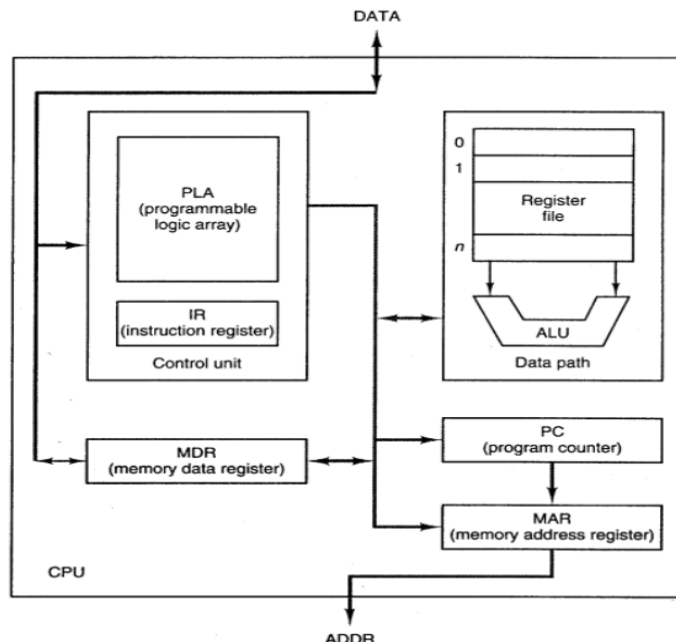 DATA
PLA
(programmable
logic array)
IR
(instruction register)
Control unit
0
1
Register
file
n
ALU
Data path
MDR
(memory data register)
PC
(program counter)
MAR
(memory address register)
CPU
ADDR